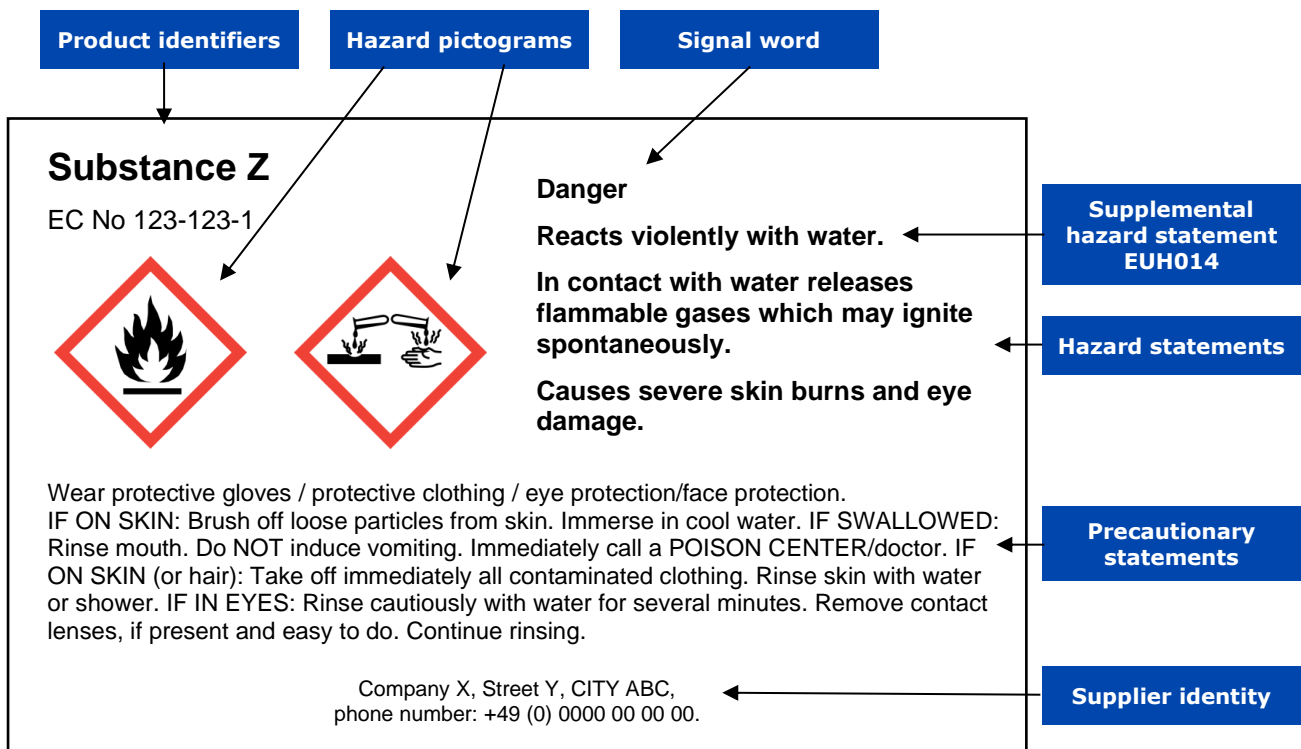 Product identifiers
Hazard pictograms
Signal word
Substance Z
EC No 123-123-1
Danger
Reacts violently with water.
In contact with water releases
flammable gases which may ignite
spontaneously.
Causes severe skin burns and eye
damage.
Supplemental
hazard statement
EUH014
Hazard statements
Wear protective gloves / protective clothing / eye protection/face protection.
IF ON SKIN: Brush off loose particles from skin. Immerse in cool water. IF SWALLOWED:
Rinse mouth. Do NOT induce vomiting. Immediately call a POISON CENTER/doctor. IF
ON SKIN (or hair): Take off immediately all contaminated clothing. Rinse skin with water
or shower. IF IN EYES: Rinse cautiously with water for several minutes. Remove contact
lenses, if present and easy to do. Continue rinsing.
Precautionary
statements
Company X, Street Y, CITY ABC,
phone number: +49 (0) 0000 00 00 00.
Supplier identity